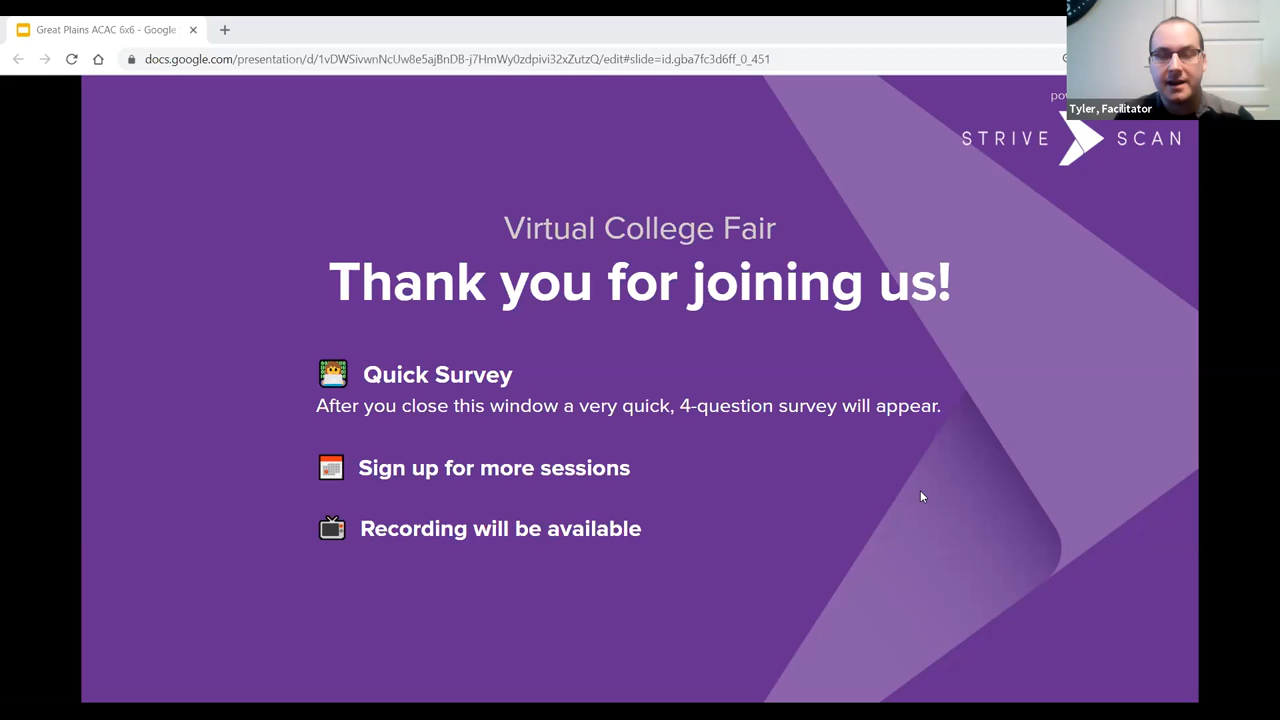 Great Plains ACAC 6x6 - Google
docs.google.com/presentation/d/1vDWSivwnNcUw8e5ajBnDB-j7HmWy0zdpivi32xZutzQ/edit#slide=id.gba7fc3d6ff_0_451
Tyler, Facilitator
STRIVE SCAN
Virtual College Fair
Thank you for joining us!
Quick Survey
After you close this window a very quick, 4-question survey will appear.
Sign up for more sessions
Recording will be available